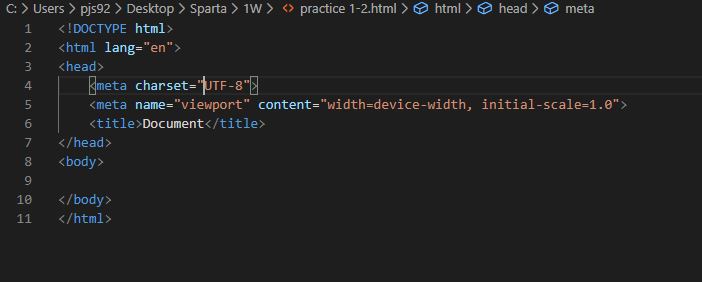 C: > Users > pjs92 > Desktop > Sparta > 1W > <> practice 1-2.html > html > head > meta
1 <!DOCTYPE html>
2 <html lang="en">
3 <head>
4 <meta charset="UTF-8">
5 <meta name="viewport" content="width=device-width, initial-scale=1.0">
6 <title>Document</title>
7 </head>
8 <body>
9
10 </body>
11 </html>